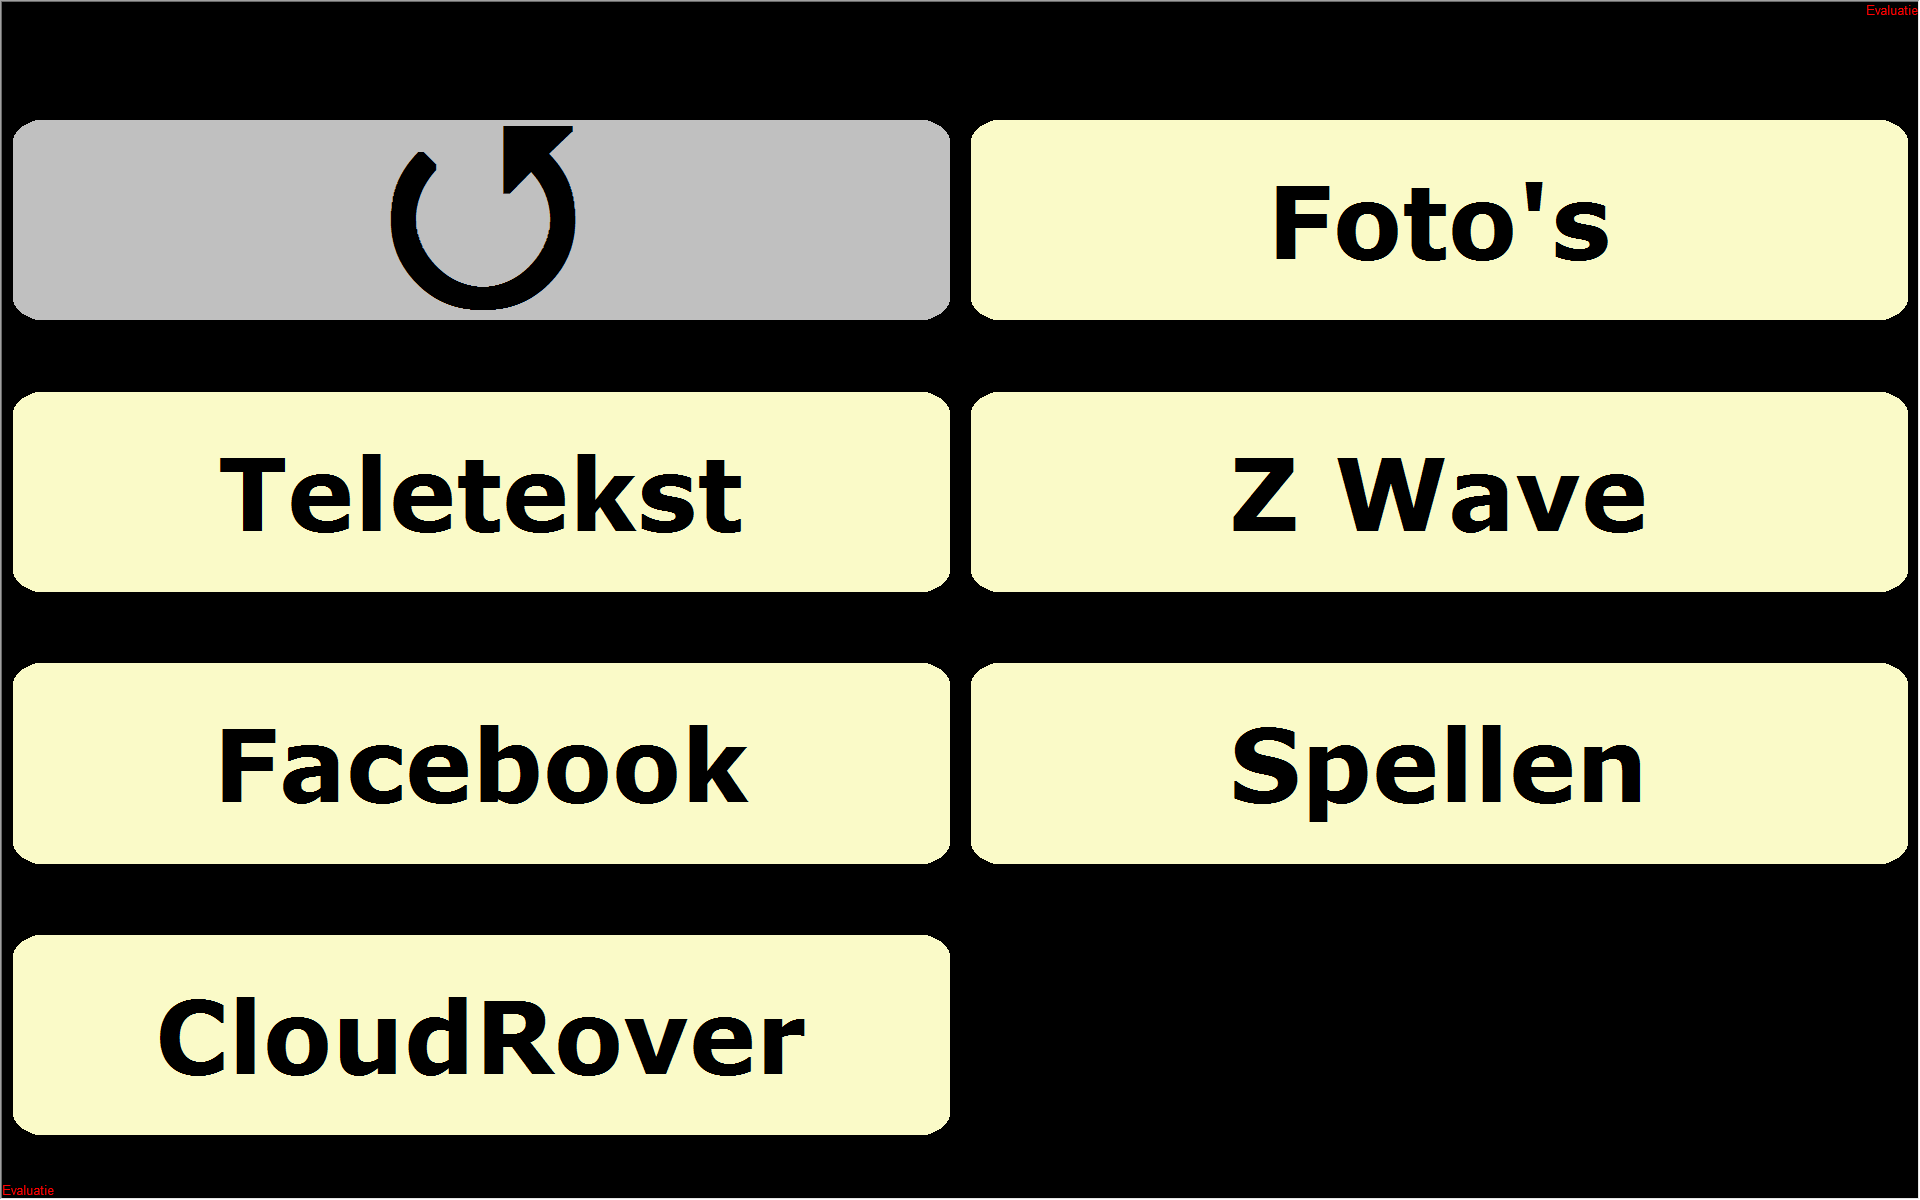 Evaluatie
Foto's
Teletekst
Z Wave
Facebook
Spellen
CloudRover
Evaluatie